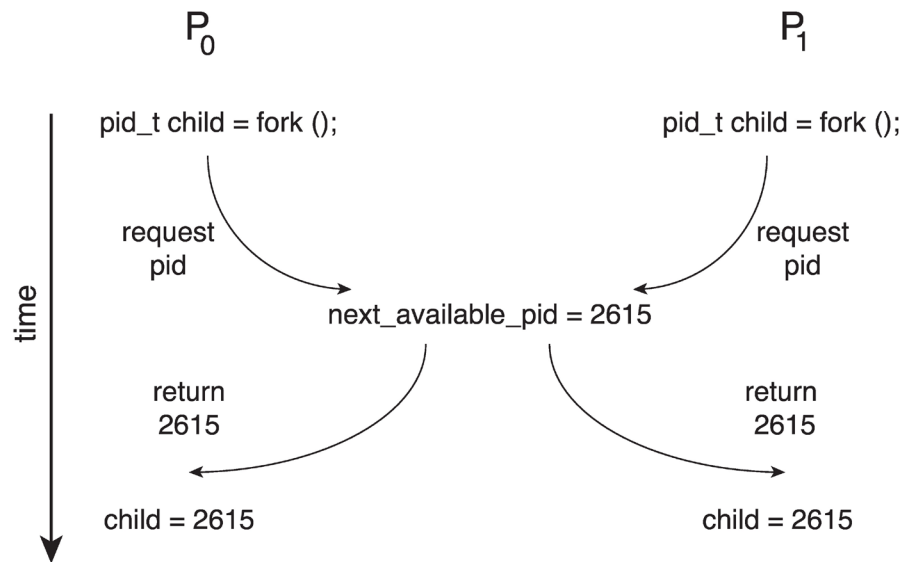 P0
P1
pid_t child = fork ();
pid_t child = fork ();
request
pid
request
pid
next_available_pid = 2615
time
return
2615
return
2615
child = 2615
child = 2615